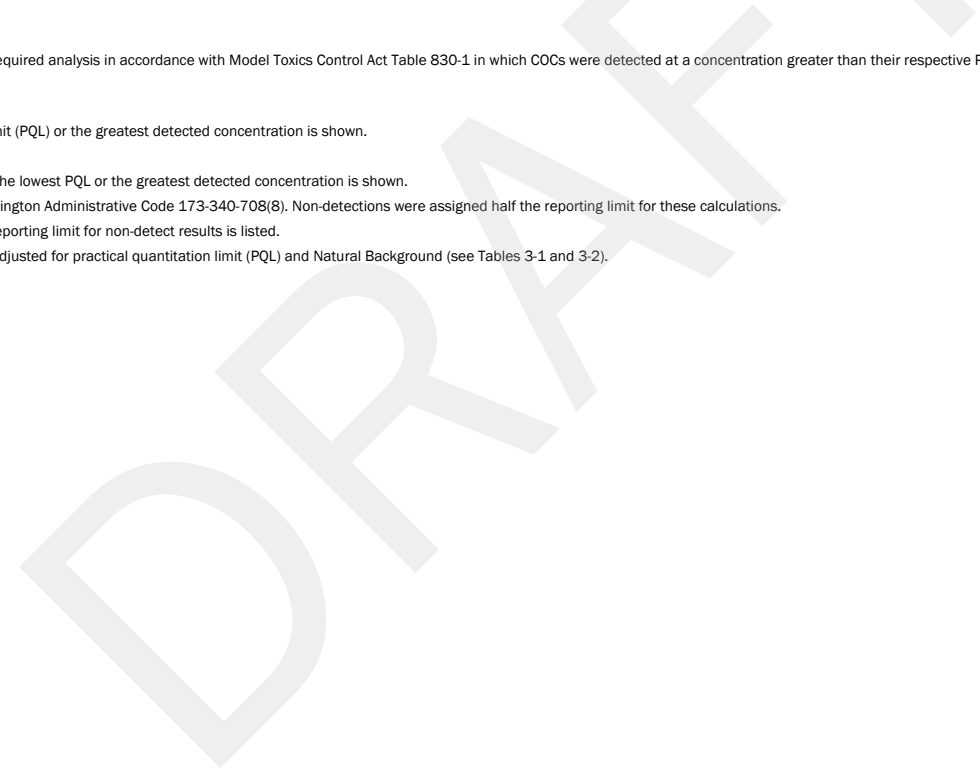 equired analysis in accordance with Model Toxics Control Act Table 830-1 in which COCs were detected at a concentration greater than their respective
nit (PQL) or the greatest detected concentration is shown.
he lowest PQL or the greatest detected concentration is shown.
ington Administrative Code 173-340-708(8). Non-detections were assigned half the reporting limit for these calculations.
eporting limit for non-detect results is listed.
djusted for practical quantitation limit (PQL) and Natural Background (see Tables 3-1 and 3-2).
DRAFT